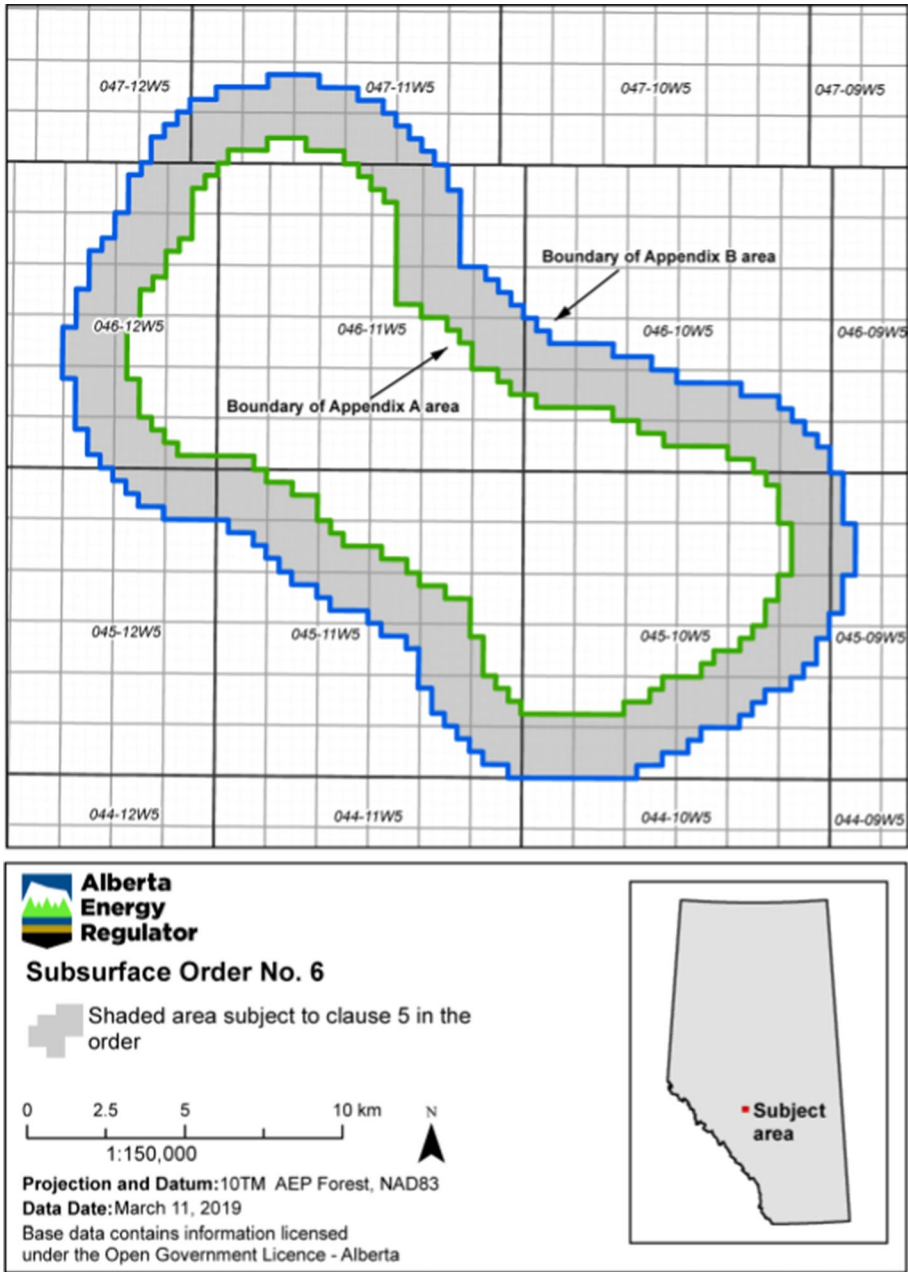 047-12W5
047-11W5
047-10W5
047-09W5
Boundary of Appendix B area
046-12W5
046-11W5
046-10W5
046-09W5
Boundary of Appendix A area
045-12W5
045-11W5
045-10W5
045-09W5
044-12W5
044-11W5
044-10W5
044-09W5
Alberta
Energy
Regulator
Subsurface Order No. 6
Shaded area subject to clause 5 in the
order
0 2.5 5 10 km
N
1:150,000
Projection and Datum:10TM AEP Forest, NAD83
Data Date:March 11, 2019
Base data contains information licensed
under the Open Government Licence - Alberta
Subject
area